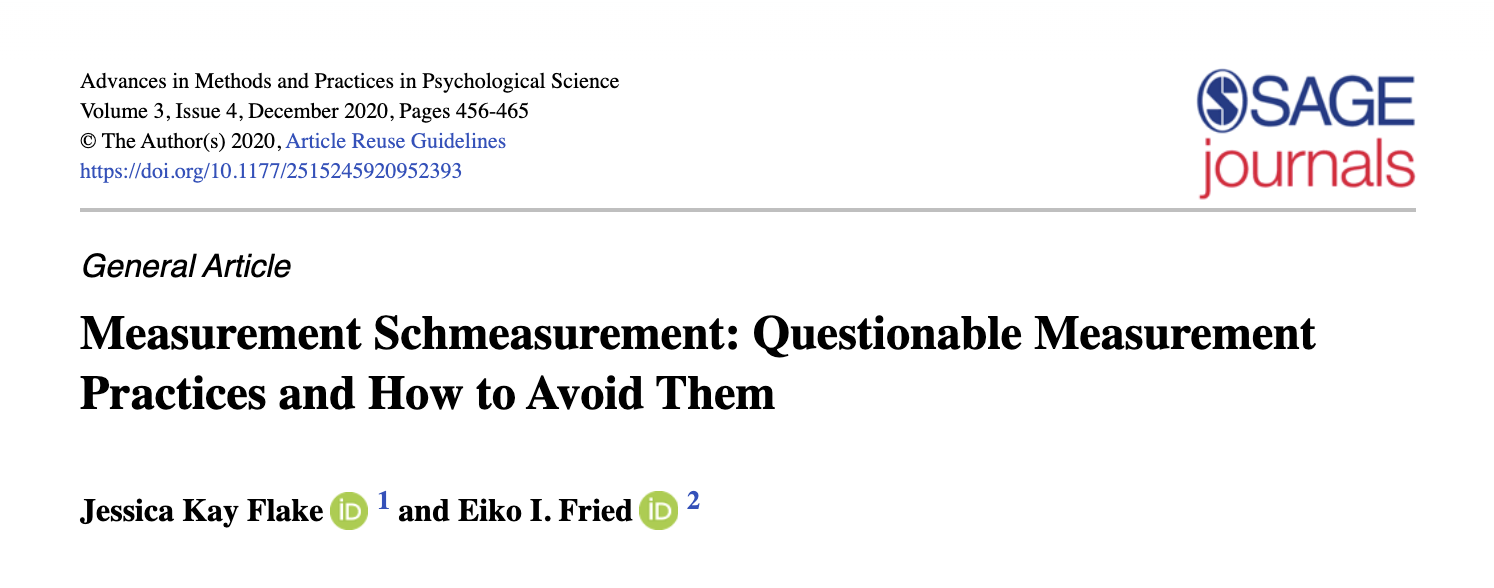 Advances in Methods and Practices in Psychological Science
Volume 3, Issue 4, December 2020, Pages 456-465
© The Author(s) 2020, Article Reuse Guidelines
https://doi.org/10.1177/2515245920952393
SAGE
journals
General Article
Measurement Schmeasurement: Questionable Measurement
Practices and How to Avoid Them
Jessica Kay Flake iD 1 and Eiko I. Fried iD 2